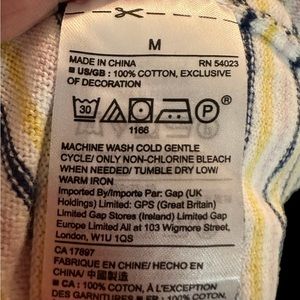 M
MADE IN CHINA RN 54023
■ US/GB : 100% COTTON, EXCLUSIVE
OF DECORATION
30 P ®
1166
MACHINE WASH COLD GENTLE
CYCLE/ ONLY NON-CHLORINE BLEACH
WHEN NEEDED/ TUMBLE DRY LOW/
WARM IRON
Imported By/Importe Par: Gap (UK
Holdings) Limited: GPS (Great Britain)
Limited Gap Stores (Ireland) Limited Gap
Europe Limited All at 103 Wigmore Street,
London, W1U 1QS
CA 17897
FABRIQUE EN CHINE/ HECHO EN
CHINA/ 中國製造
■ CA : 100% COTON, EXCEPTION
DES GARNITURES